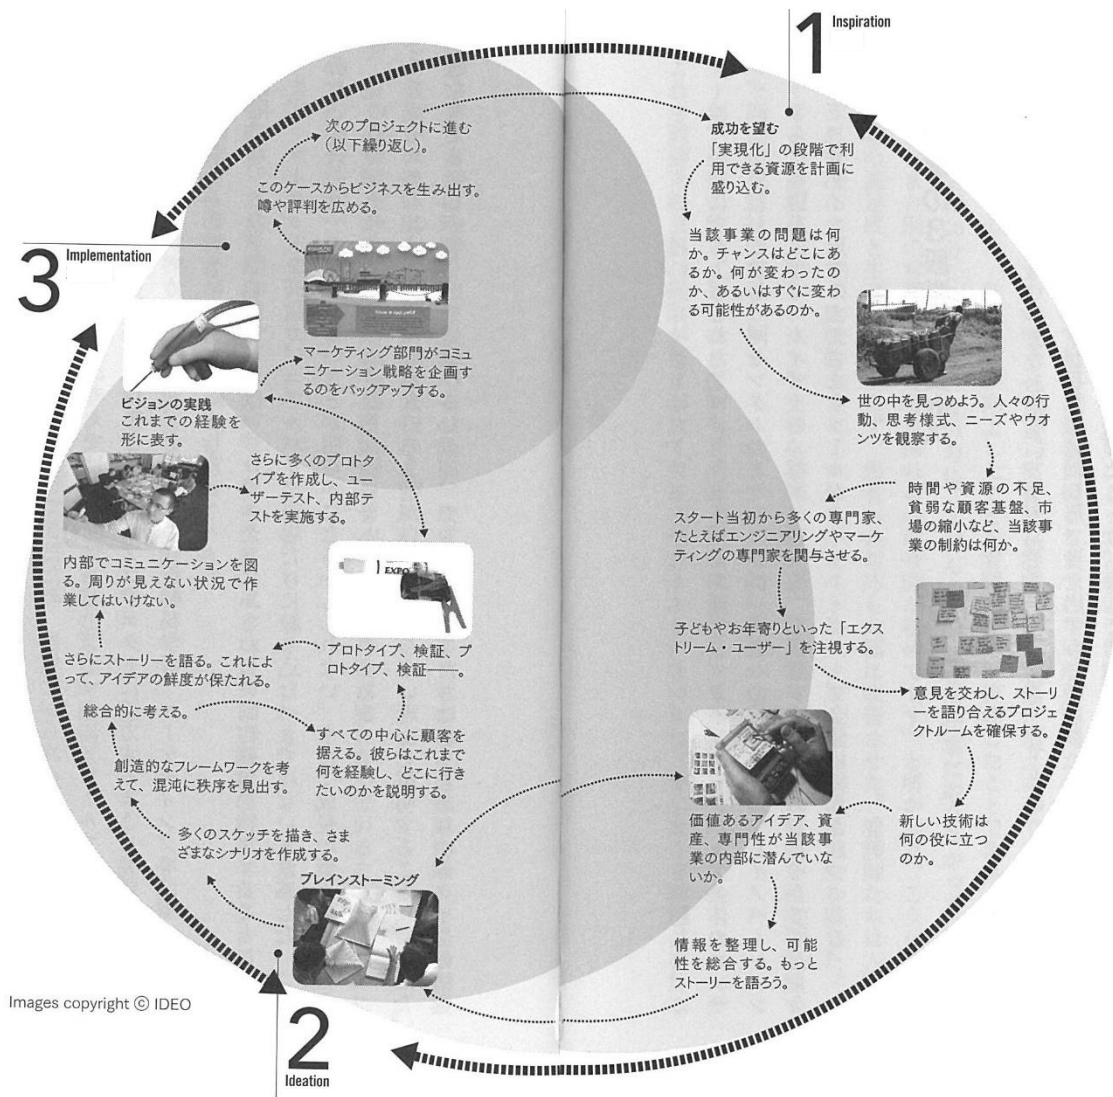 1
Inspiration
成功を望む
「実現化」の段階で利
用できる資源を計画に
盛り込む。
当該事業の問題は何
か。チャンスはどこにあ
るか。何が変わったの
か、あるいはすぐに変わ
る可能性があるのか。
世の中を見つめよう。人々の行
動、思考様式、ニーズやウオ
ンツを観察する。
時間や資源の不足、
貧弱な顧客基盤、市
場の縮小など、当該事
業の制約は何か。
スタート当初から多くの専門家、
たとえばエンジニアリングやマーケ
ティングの専門家を関与させる。
子どもやお年寄りといった「エクス
トリーム・ユーザー」を注視する。
意見を交わし、ストーリ
ーを語り合えるプロジェ
クトルームを確保する。
新しい技術は
何の役に立つ
のか。
価値あるアイデア、資
産、専門性が当該事
業の内部に潜んでいな
いか。
情報を整理し、可能
性を総合する。もっと
ストーリーを語ろう。
2
Ideation
ブレインストーミング
多くのスケッチを描き、さま
ざまなシナリオを作成する。
創造的なフレームワークを考
えて、混沌に秩序を見出す。
総合的に考える。
すべての中心に顧客を
据える。彼らはこれまで
何を経験し、どこに行き
たいのかを説明する。
プロトタイプ、検証、プ
ロトタイプ、検証——。
EXPO
さらにストーリーを語る。これによ
って、アイデアの鮮度が保たれる。
内部でコミュニケーションを図
る。周りが見えない状況で作
業してはいけない。
さらに多くのプロトタ
イプを作成し、ユー
ザーテスト、内部テ
ストを実施する。
3
Implementation
ビジョンの実践
これまでの経験を
形に表す。
マーケティング部門がコミュ
ニケーション戦略を企画す
るのをバックアップする。
このケースからビジネスを生み出す。
噂や評判を広める。
次のプロジェクトに進む
(以下繰り返し)。
Images copyright © IDEO